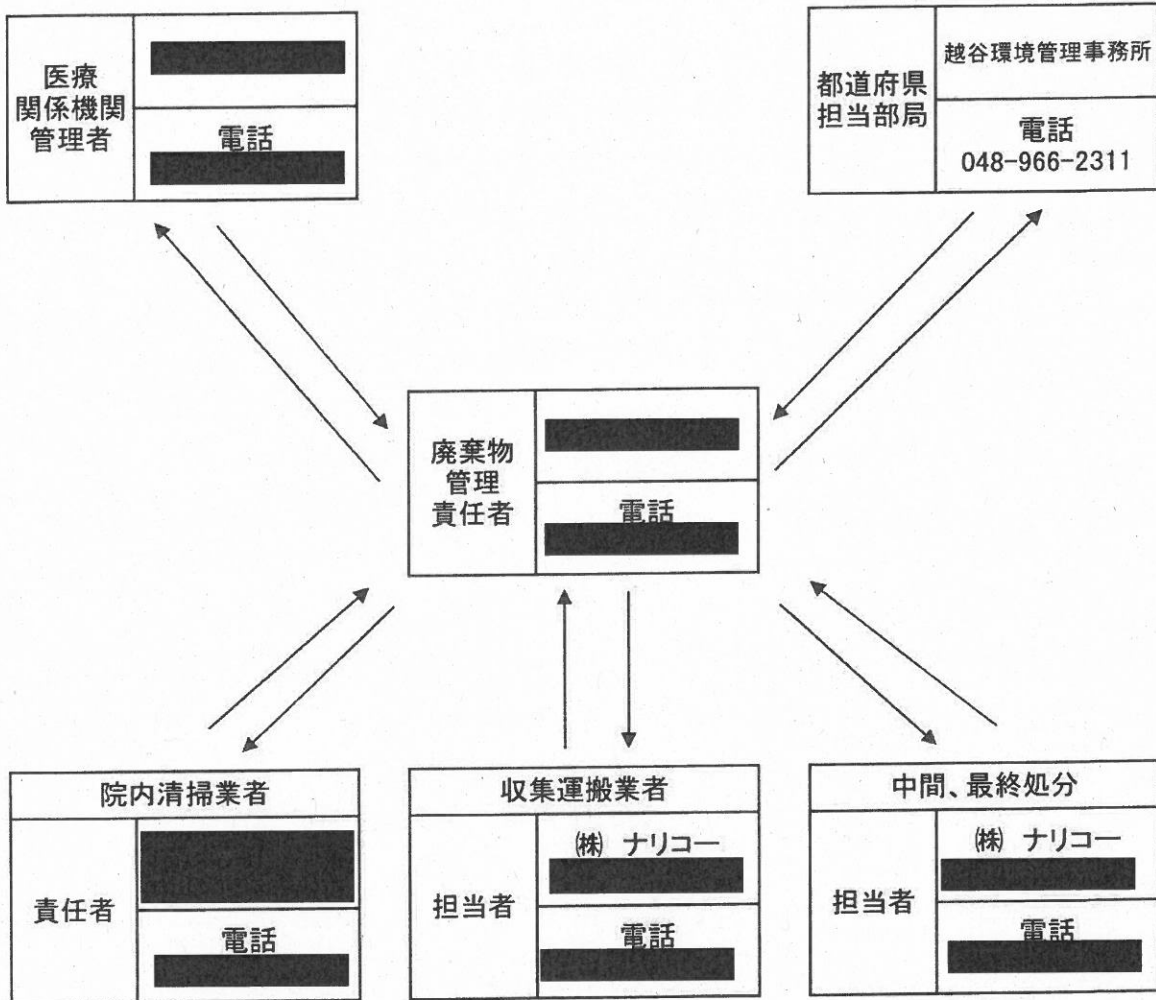 医療
関係機関
管理者
電話
都道府県
担当部局
越谷環境管理事務所
電話
048-966-2311
廃棄物
管理
責任者
電話
院内清掃業者
責任者
電話
収集運搬業者
担当者
㈱ ナリコー
電話
中間、最終処分
担当者
㈱ ナリコー
電話